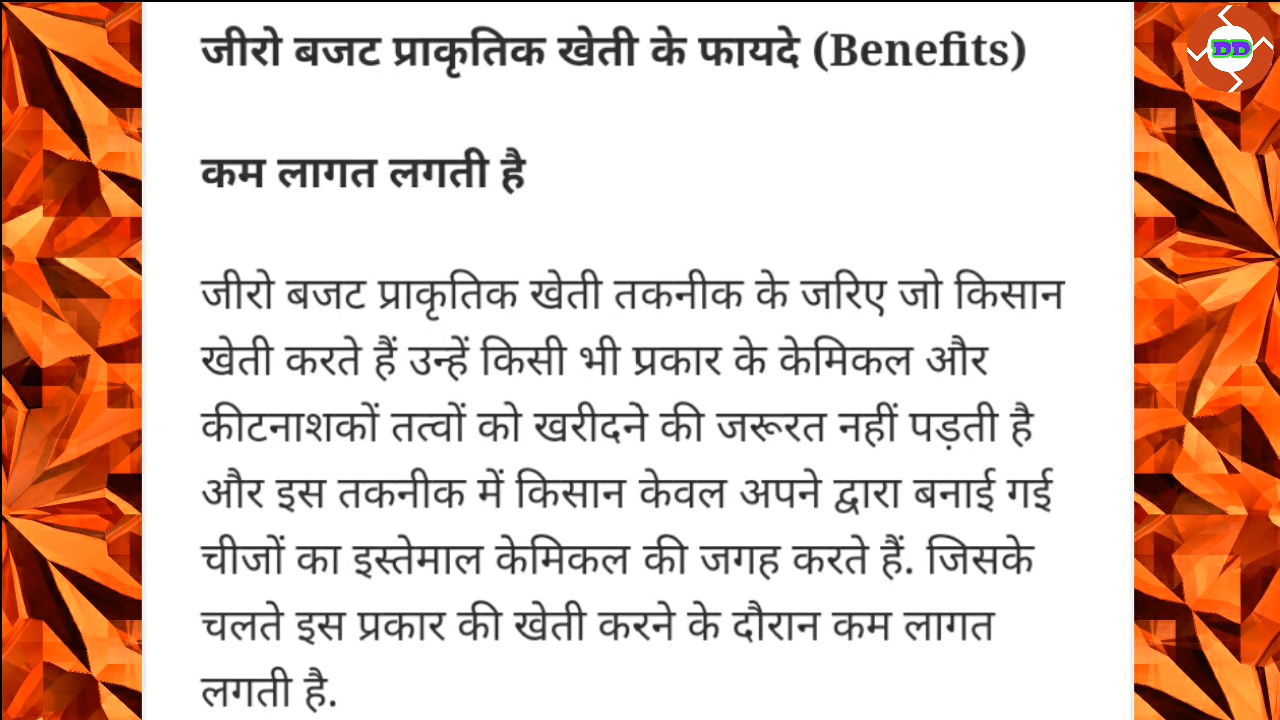 जीरो बजट प्राकृतिक खेती के फायदे (Benefits)
कम लागत लगती है
जीरो बजट प्राकृतिक खेती तकनीक के जरिए जो किसान
खेती करते हैं उन्हें किसी भी प्रकार के केमिकल और
कीटनाशकों तत्वों को खरीदने की जरूरत नहीं पड़ती है
और इस तकनीक में किसान केवल अपने द्वारा बनाई गई
चीजों का इस्तेमाल केमिकल की जगह करते हैं. जिसके
चलते इस प्रकार की खेती करने के दौरान कम लागत
लगती है.
DD